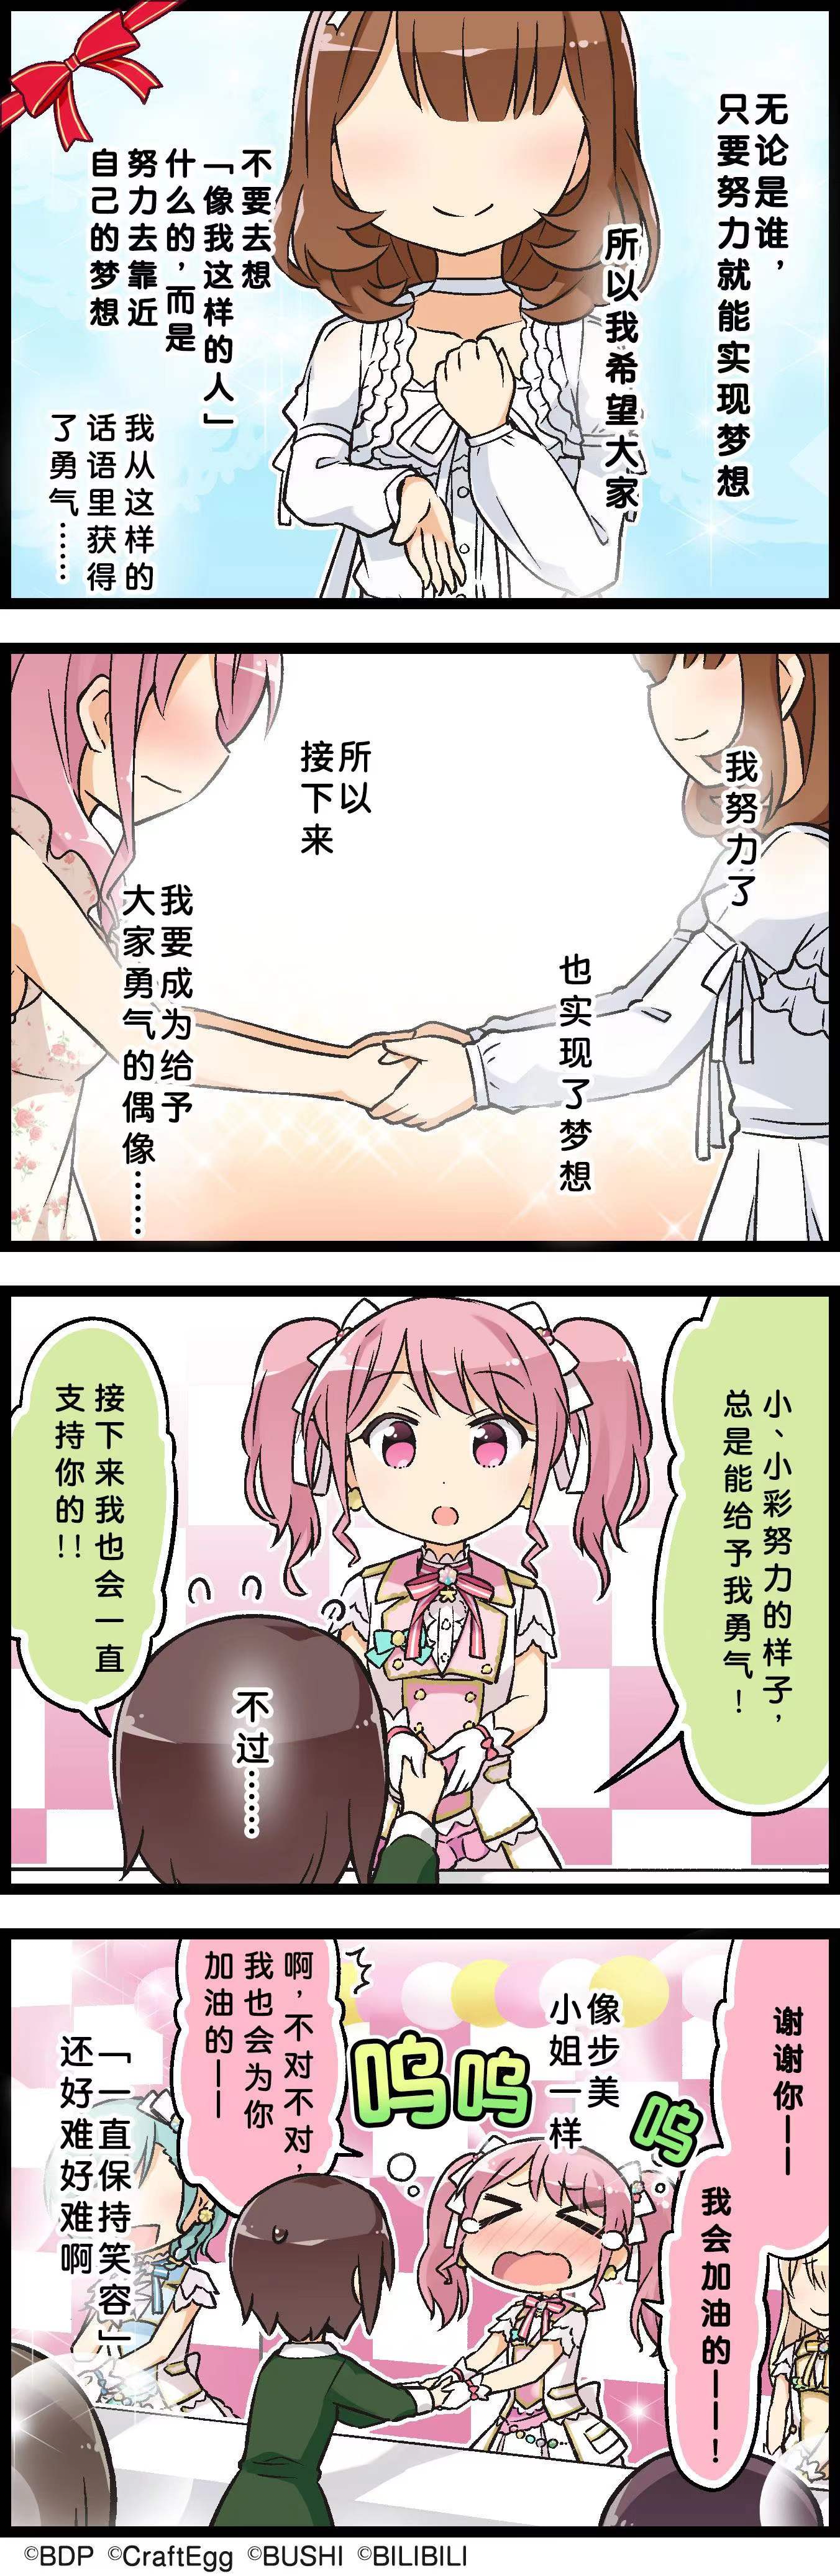 无论是谁，
只要努力就能实现梦想
所以我希望大家
不要去想
「像我这样的人」
什么的，而是
努力去靠近
自己的梦想
我从这样的
话语里获得
了勇气……
我努力了
也实现了梦想
所以
接下来
我要成为给予
大家勇气的偶像……
小、小彩努力的样子，
总是能给予我勇气！
接下来我也会一直
支持你的！！
不过……
谢谢你——
我会加油的——！
像步美
小姐一样
呜呜
呜
啊，不对不对，
我也会为你
加油的——
「一直保持笑容」
还好难好难啊
©BDP ©CraftEgg ©BUSHI ©BILIBILI